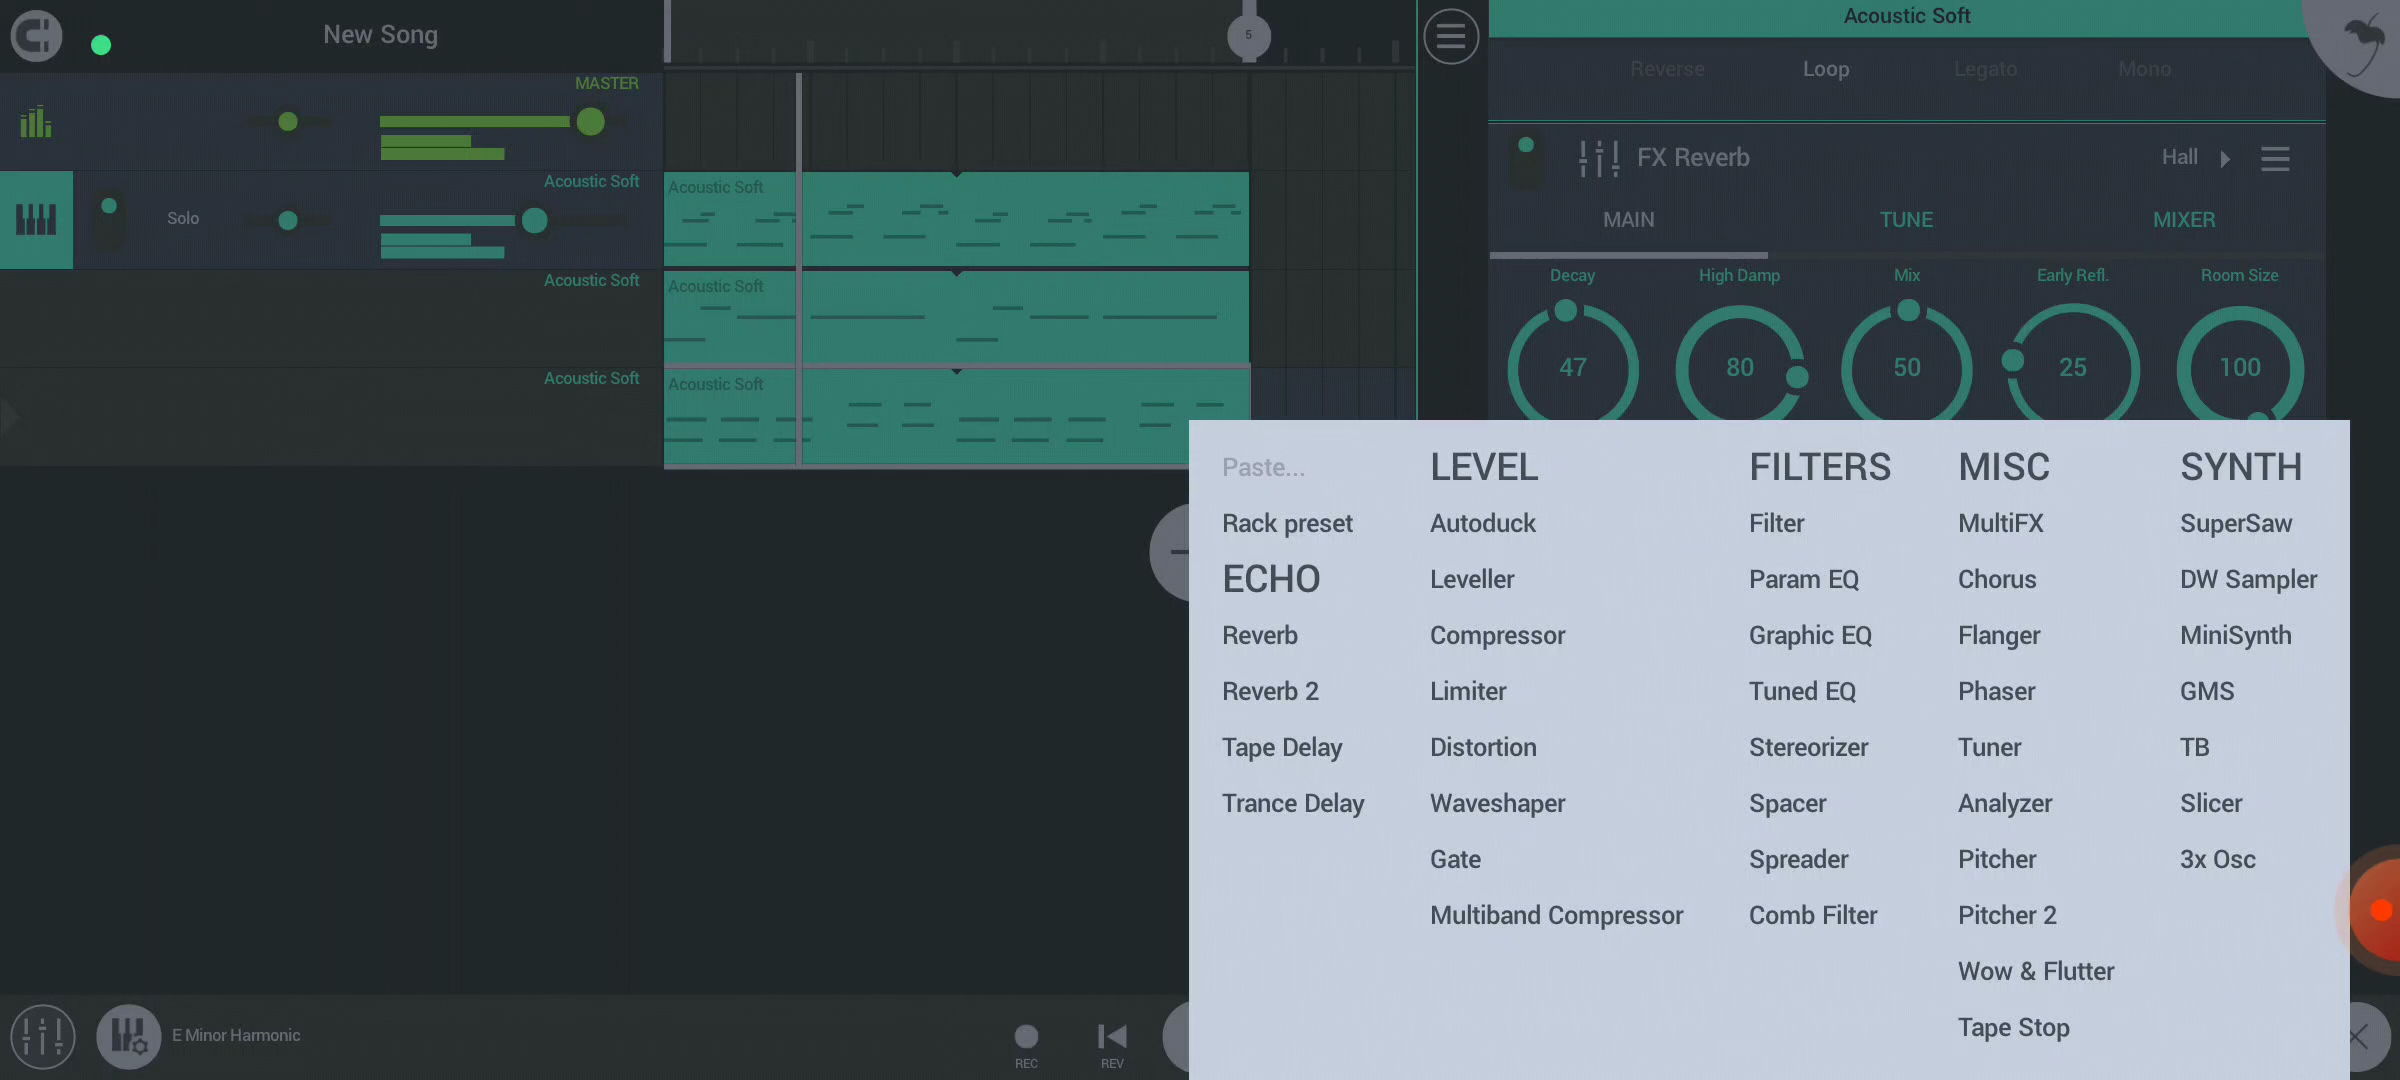 New Song
5
MASTER
Solo
Acoustic Soft
Acoustic Soft
Acoustic Soft
Acoustic Soft
Acoustic Soft
Acoustic Soft
Acoustic Soft
Reverse Loop Legato Mono
FX Reverb
Hall
MAIN TUNE MIXER
Decay High Damp Mix Early Refl. Room Size
47 80 50 25 100
Paste...
Rack preset
ECHO
Reverb
Reverb 2
Tape Delay
Trance Delay
LEVEL
Autoduck
Leveller
Compressor
Limiter
Distortion
Waveshaper
Gate
Multiband Compressor
FILTERS
Filter
Param EQ
Graphic EQ
Tuned EQ
Stereorizer
Spacer
Spreader
Comb Filter
MISC
MultiFX
Chorus
Flanger
Phaser
Tuner
Analyzer
Pitcher
Pitcher 2
Wow & Flutter
Tape Stop
SYNTH
SuperSaw
DW Sampler
MiniSynth
GMS
TB
Slicer
3x Osc
E Minor Harmonic
REC
REV